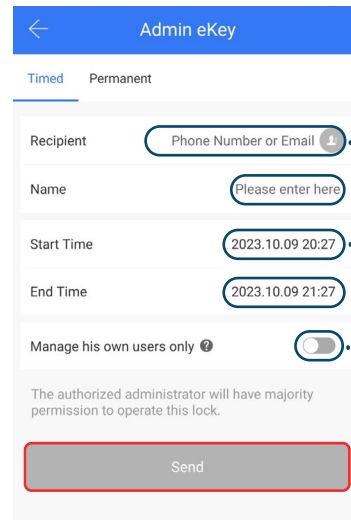 Admin eKey
Timed Permanent
Recipient Phone Number or Email
Name Please enter here
Start Time 2023.10.09 20:27
End Time 2023.10.09 21:27
Manage his own users only ?
The authorized administrator will have majority
permission to operate this lock.
Send